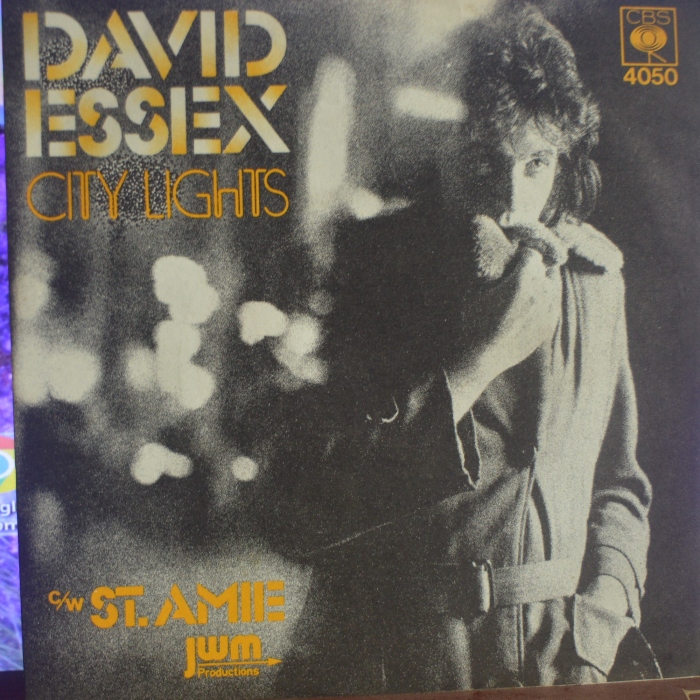 DAVID
ESSEX
CITY LIGHTS
CBS
4050
c/w ST. AMIE
jwm
Productions